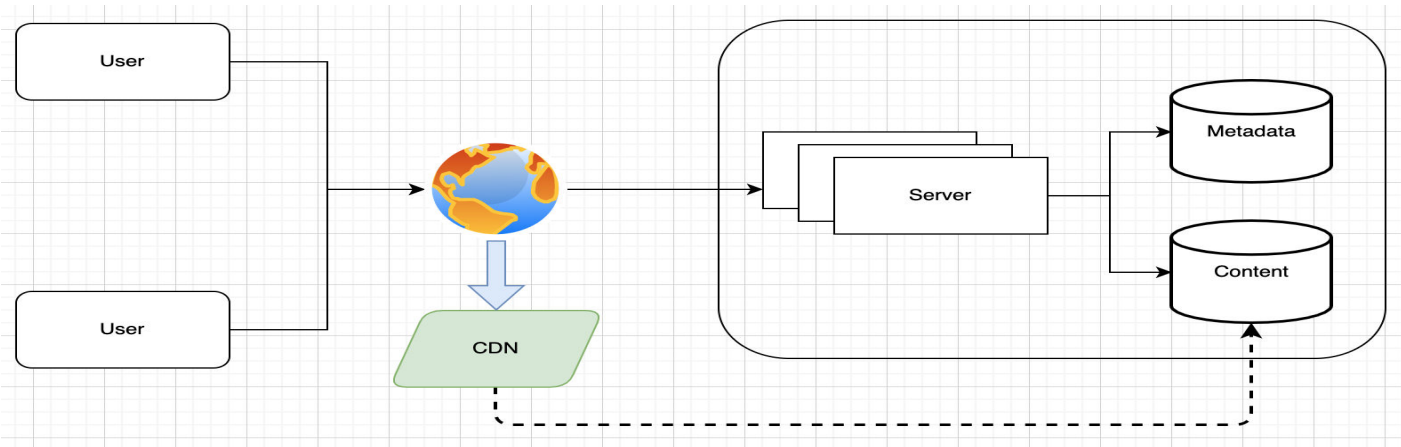 User
Metadata
Server
Content
User
CDN